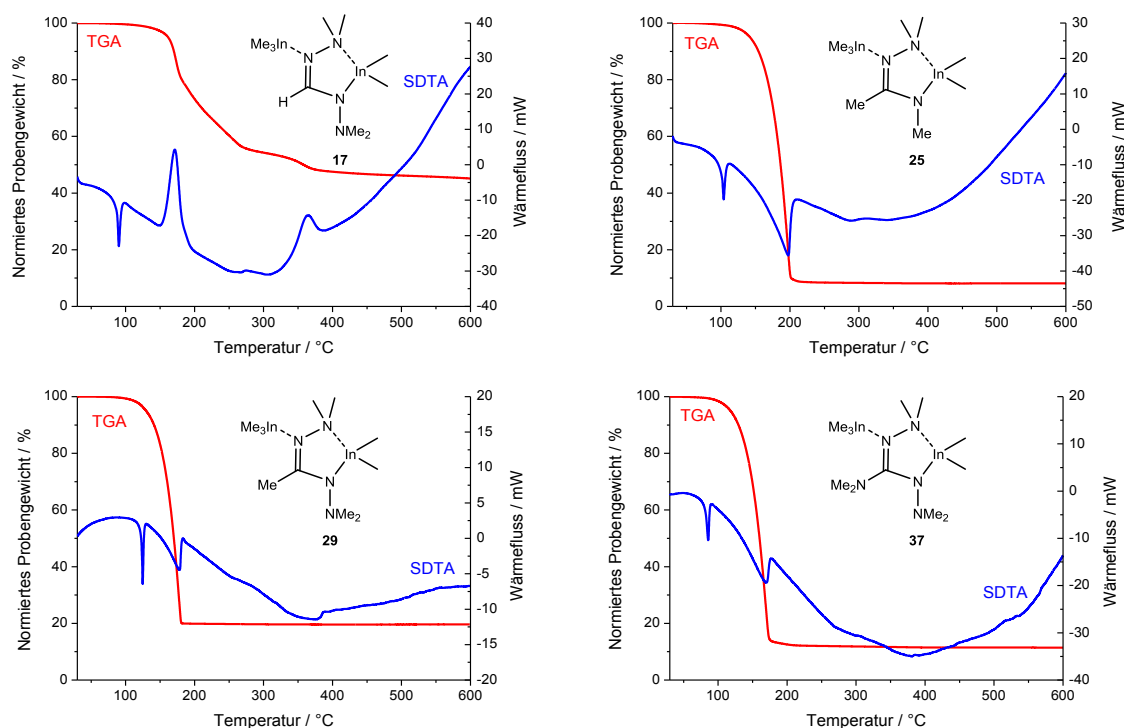 100
80
60
40
20
0
Normiertes Probengewicht / %
TGA
SDTA
Me3In
N
N
In
H
N
NMe2
17
40
30
20
10
0
-10
-20
-30
-40
Wärmefluss / mW
100 200 300 400 500 600
Temperatur / °C
100
80
60
40
20
0
Normiertes Probengewicht / %
TGA
SDTA
Me3In
N
N
In
Me
N
Me
25
30
20
10
0
-10
-20
-30
-40
-50
Wärmefluss / mW
100 200 300 400 500 600
Temperatur / °C
100
80
60
40
20
0
Normiertes Probengewicht / %
TGA
SDTA
Me3In
N
N
In
Me
N
NMe2
29
20
15
10
5
0
-5
-10
-15
-20
Wärmefluss / mW
100 200 300 400 500 600
Temperatur / °C
100
80
60
40
20
0
Normiertes Probengewicht / %
TGA
SDTA
Me3In
N
N
In
Me2N
N
NMe2
37
20
10
0
-10
-20
-30
-40
Wärmefluss / mW
100 200 300 400 500 600
Temperatur / °C